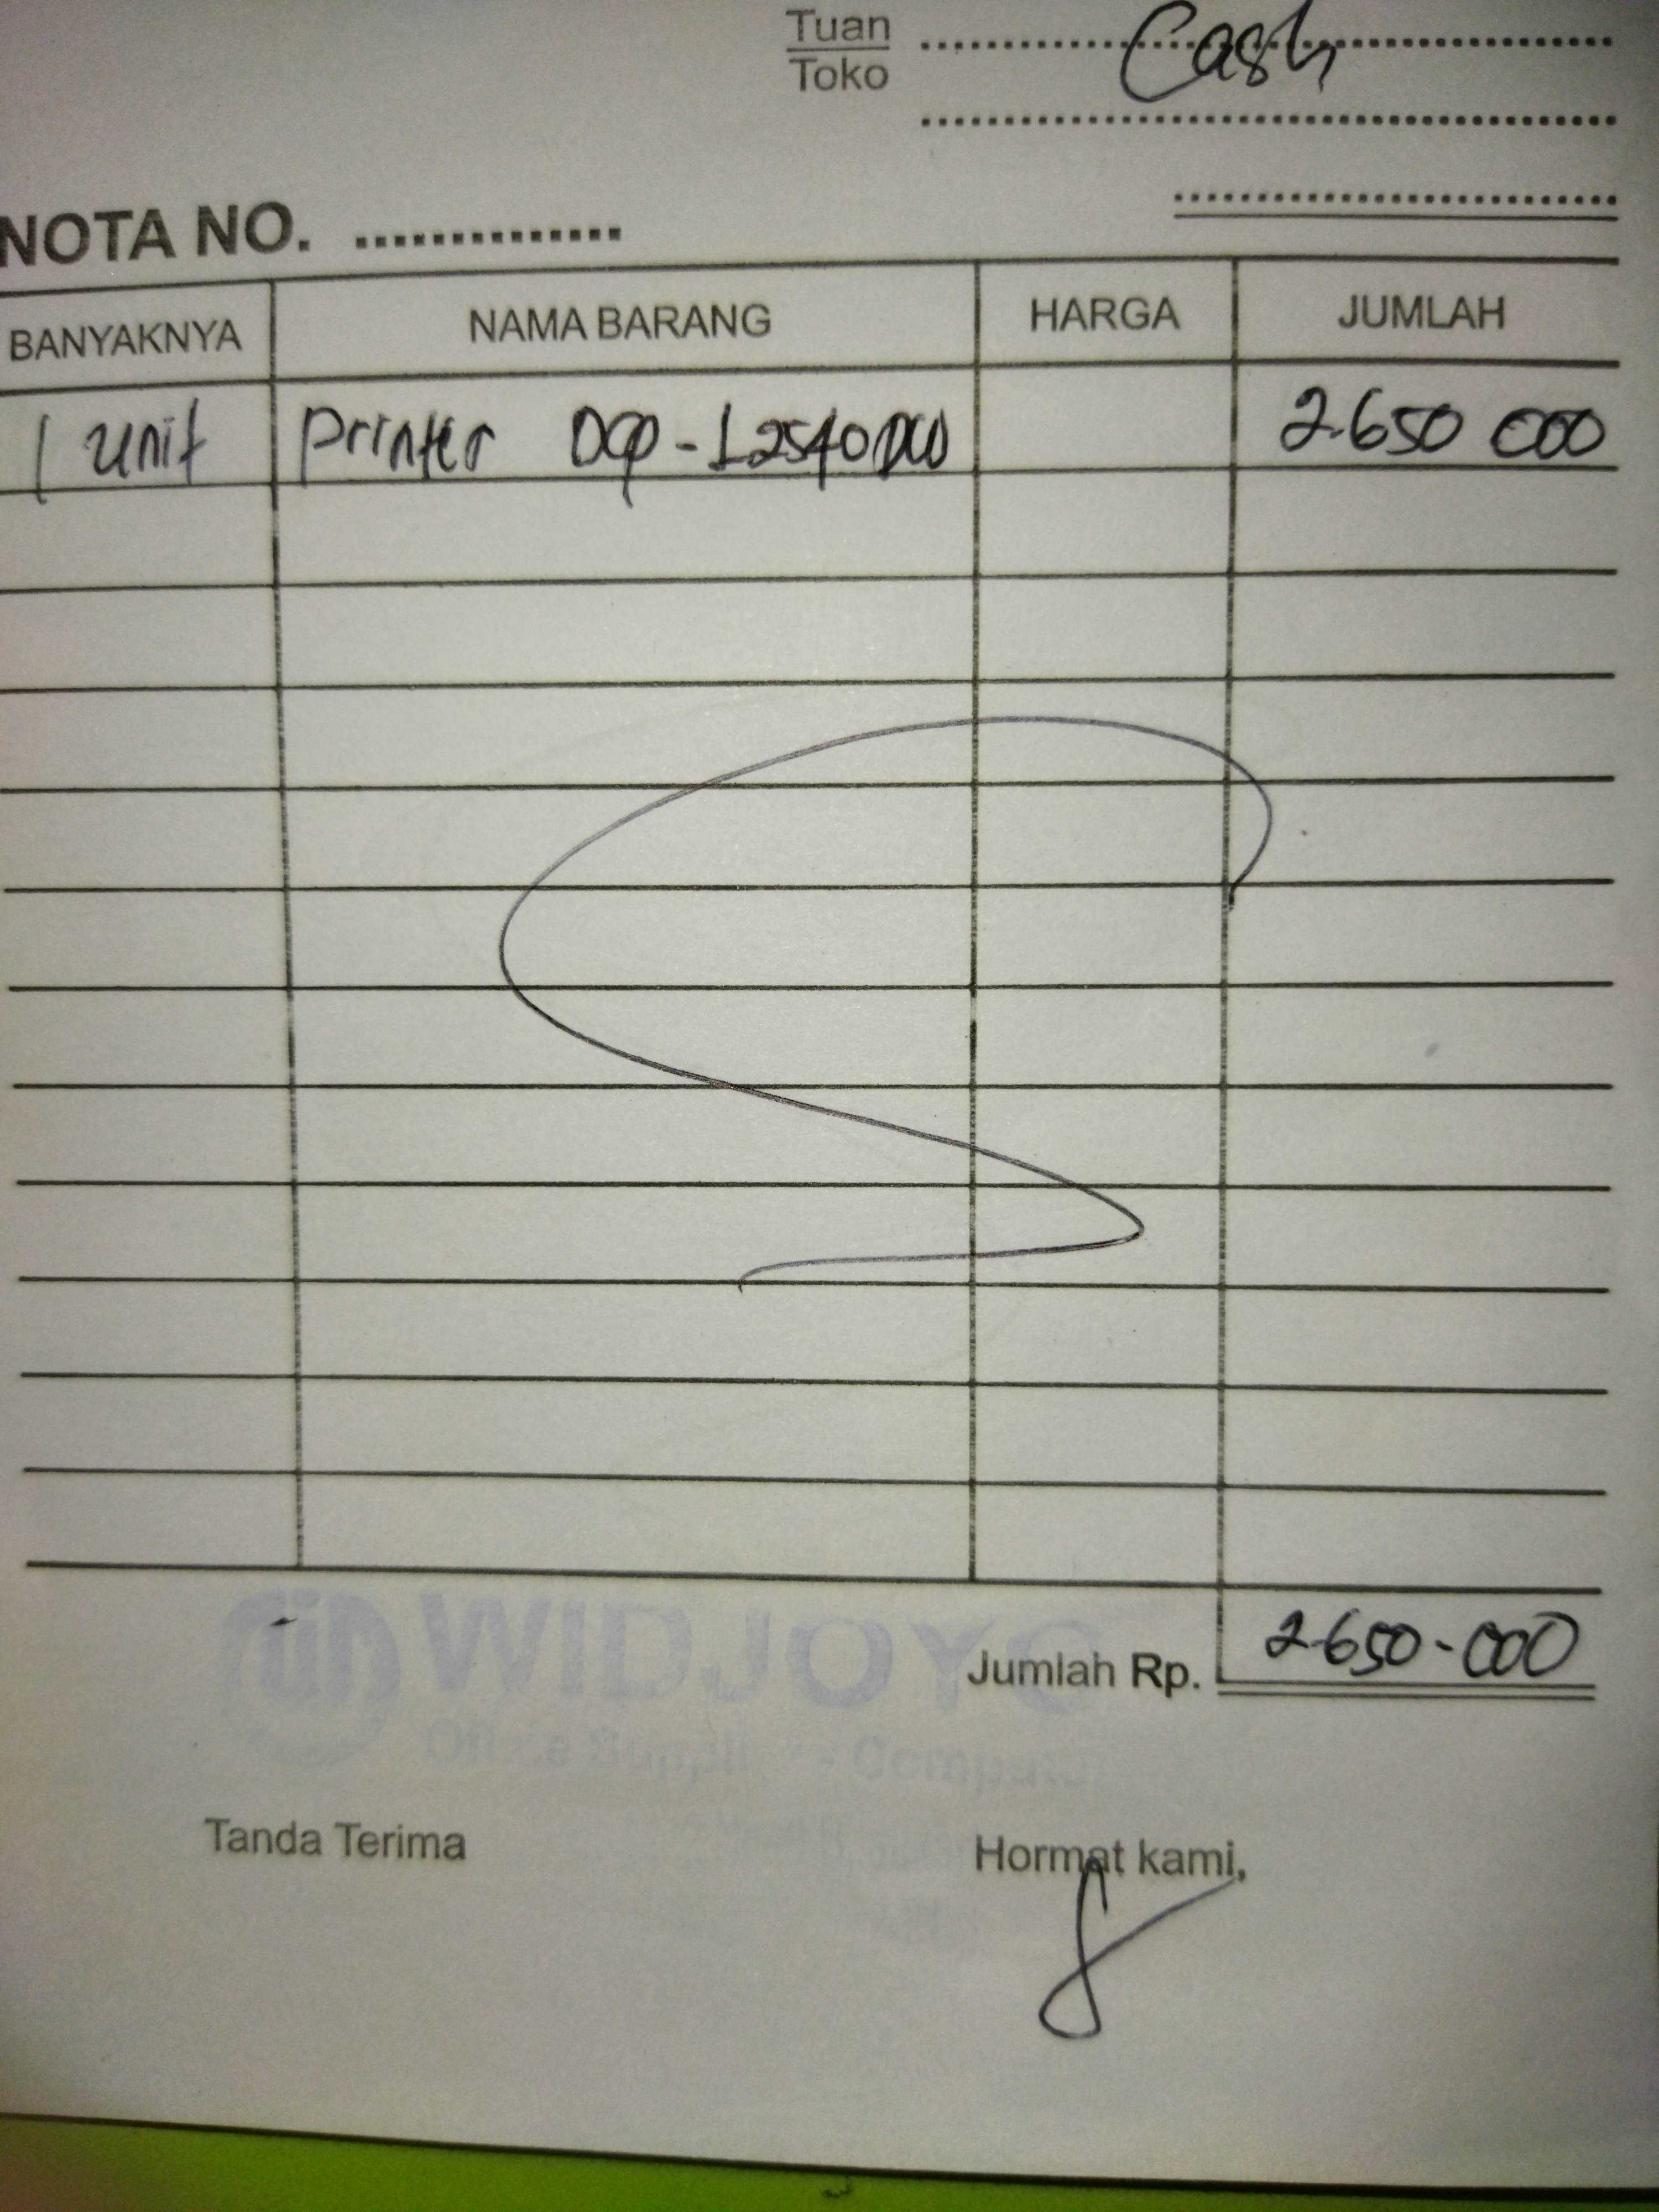 Tuan
Toko
Cash
NOTA NO. ..............
BANYAKNYA NAMA BARANG HARGA JUMLAH
1 unit printer DCP-L2540DW 2.650 000
WIDJOYO
Jumlah Rp. 2.650.000
Tanda Terima Hormat kami,